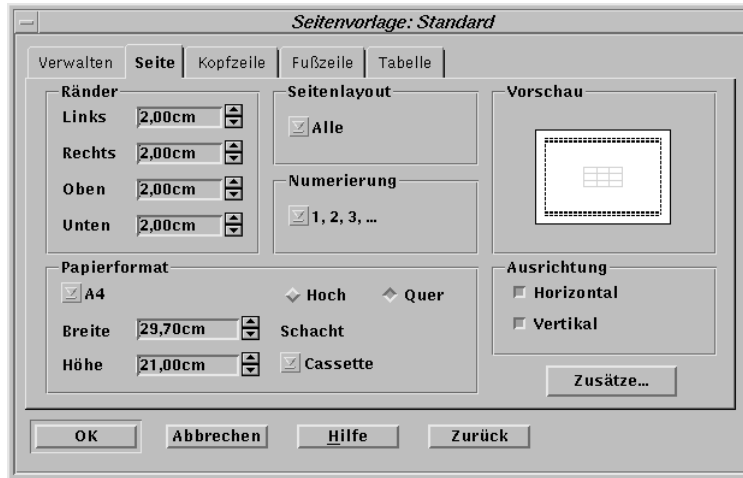 Seitenvorlage: Standard
Verwalten Seite Kopfzeile Fußzeile Tabelle
Ränder
Links 2,00cm
Rechts 2,00cm
Oben 2,00cm
Unten 2,00cm
Seitenlayout
Alle
Numerierung
1, 2, 3, ...
Vorschau
Papierformat
A4
Hoch Quer
Breite 29,70cm
Schacht
Höhe 21,00cm
Cassette
Ausrichtung
Horizontal
Vertikal
Zusätze...
OK Abbrechen Hilfe Zurück